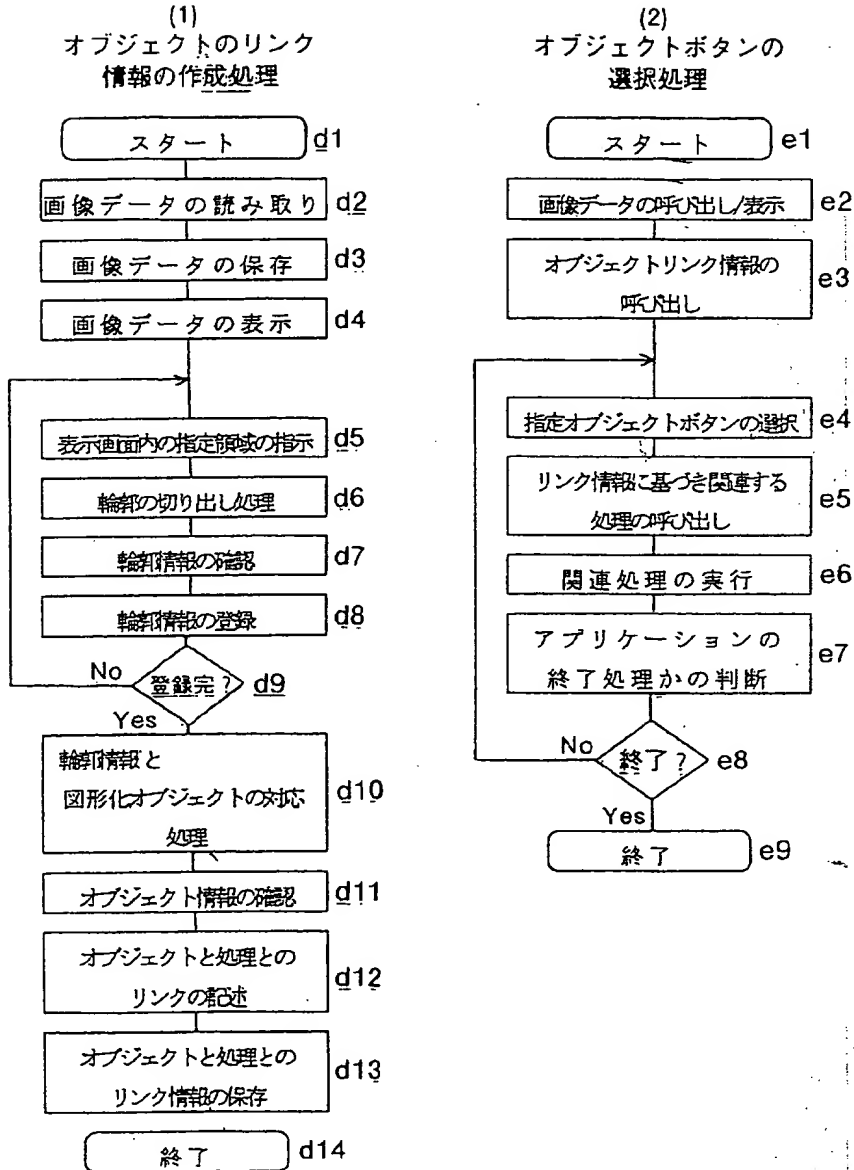 (1)
オブジェクトのリンク
情報の作成処理
スタート d1
画像データの読み取り d2
画像データの保存 d3
画像データの表示 d4
表示画面内の指定領域の指示 d5
輪郭の切り出し処理 d6
輪郭情報の確認 d7
輪郭情報の登録 d8
No 登録完? d9
Yes
輪郭情報と
図形化オブジェクトの対応 d10
処理
オブジェクト情報の確認 d11
オブジェクトと処理との d12
リンクの記述
オブジェクトと処理との d13
リンク情報の保存
終了 d14
(2)
オブジェクトボタンの
選択処理
スタート e1
画像データの呼び出し/表示 e2
オブジェクトリンク情報の e3
呼び出し
指定オブジェクトボタンの選択 e4
リンク情報に基づき関連する e5
処理の呼び出し
関連処理の実行 e6
アプリケーションの e7
終了処理かの判断
No 終了? e8
Yes
終了 e9